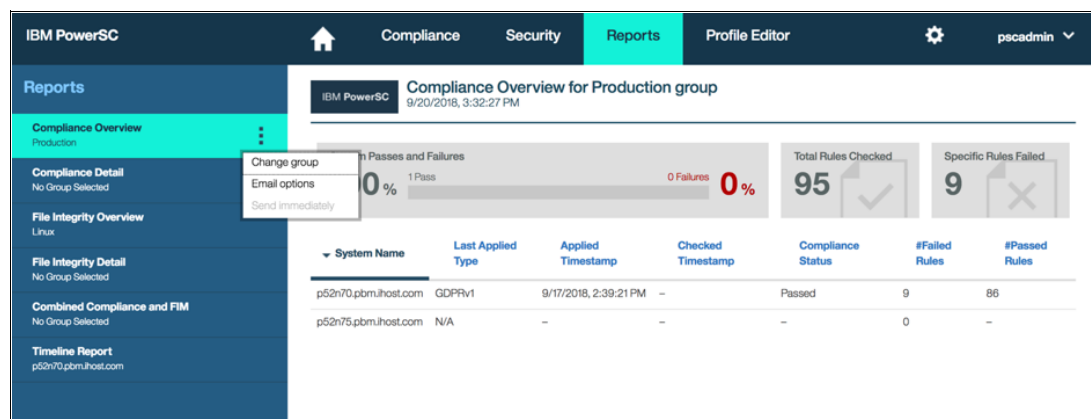 IBM PowerSC
Compliance
Security
Reports
Profile Editor
pscadmin
Reports
Compliance Overview
Production
Compliance Detail
No Group Selected
File Integrity Overview
Linux
File Integrity Detail
No Group Selected
Combined Compliance and FIM
No Group Selected
Timeline Report
p52n70.pbm.ihost.com
Change group
Email options
Send immediately
IBM PowerSC
Compliance Overview for Production group
9/20/2018, 3:32:27 PM
Passes and Failures
0%
1 Pass
0 Failures
0%
Total Rules Checked
95
Specific Rules Failed
9
System Name
Last Applied Type
Applied Timestamp
Checked Timestamp
Compliance Status
#Failed Rules
#Passed Rules
p52n70.pbm.ihost.com GDPRv1 9/17/2018, 2:39:21 PM – Passed 9 86
p52n75.pbm.ihost.com N/A – – – 0 –